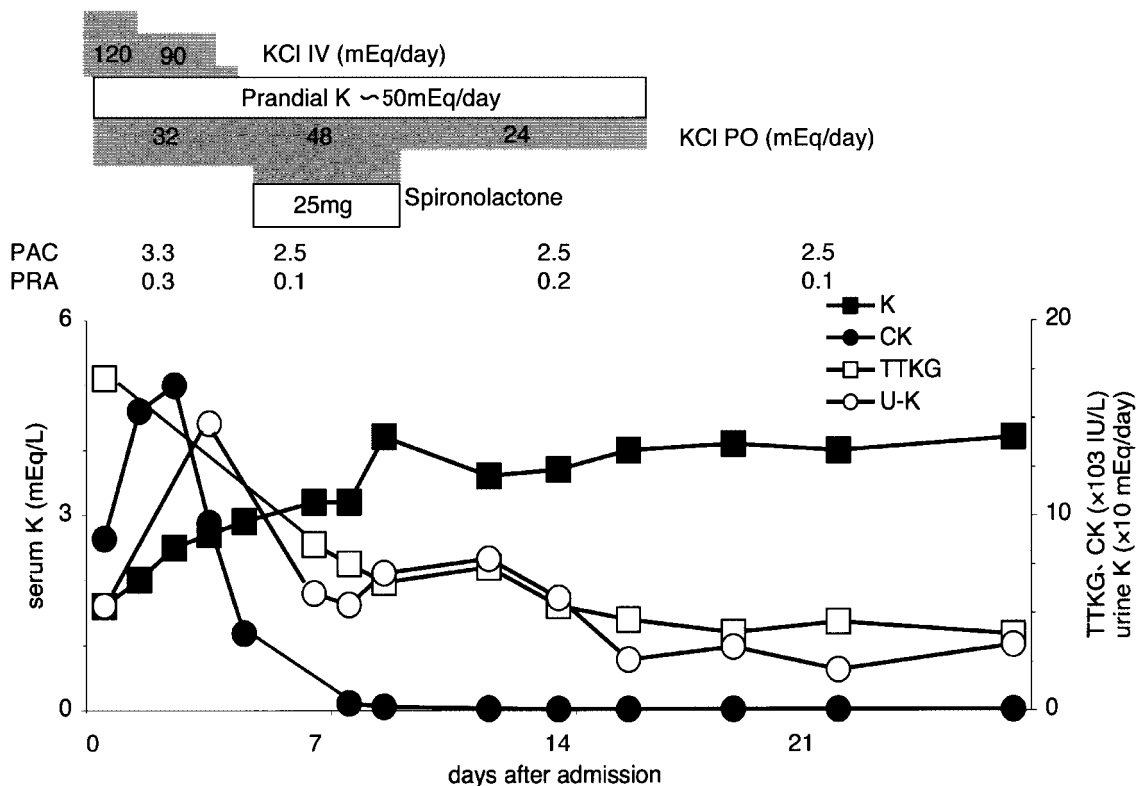 120 90 KCl IV (mEq/day)
Prandial K ∽50mEq/day
32 48 24 KCl PO (mEq/day)
25mg Spironolactone
PAC 3.3 2.5 2.5 2.5
PRA 0.3 0.1 0.2 0.1
K
CK
TTKG
U-K
6
3
0
serum K (mEq/L)
20
10
0
TTKG、CK (×103 IU/L)
urine K (×10 mEq/day)
0 7 14 21
days after admission